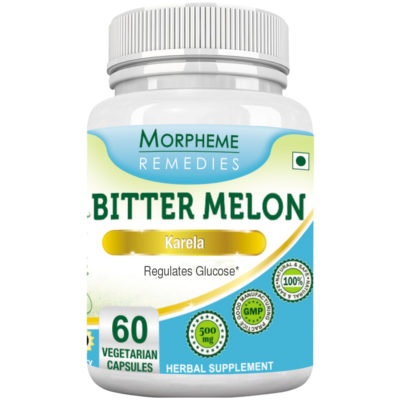 MORPHEME
REMEDIES
BITTER MELON
Karela
Regulates Glucose*
100%
GMP
500
mg
60
VEGETARIAN
CAPSULES
HERBAL SUPPLEMENT